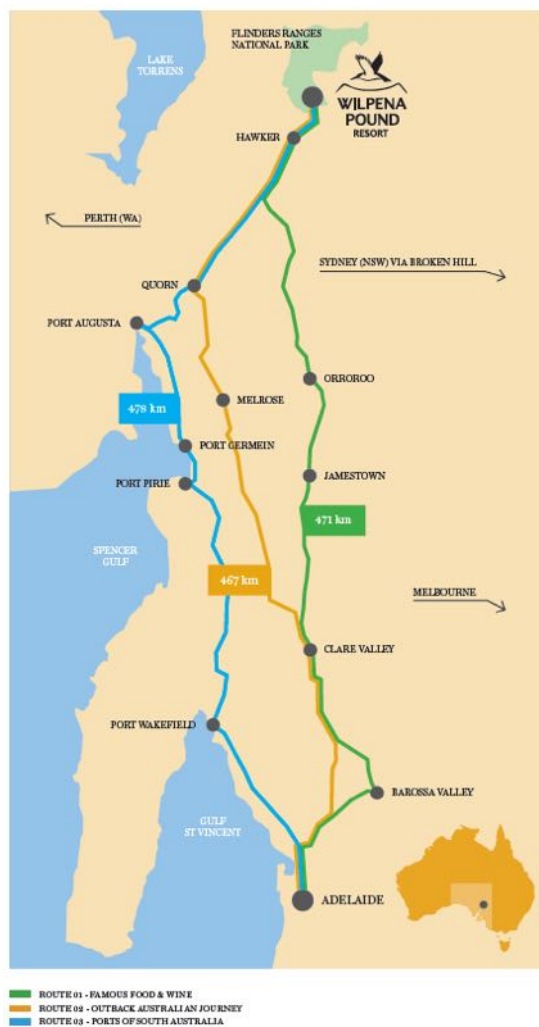 FLINDERS RANGES
NATIONAL PARK
LAKE
TORRENS
WILPENA
POUND
RESORT
HAWKER
PERTH (WA)
SYDNEY (NSW) VIA BROKEN HILL
QUORN
PORT AUGUSTA
ORROROO
MELROSE
478 km
PORT GERMEIN
JAMESTOWN
PORT PIRIE
471 km
SPENCER
GULF
467 km
MELBOURNE
CLARE VALLEY
PORT WAKEFIELD
BAROSSA VALLEY
GULF
ST VINCENT
ADELAIDE
ROUTE 01 - FAMOUS FOOD & WINE
ROUTE 02 - OUTBACK AUSTRALIAN JOURNEY
ROUTE 03 - PORTS OF SOUTH AUSTRALIA